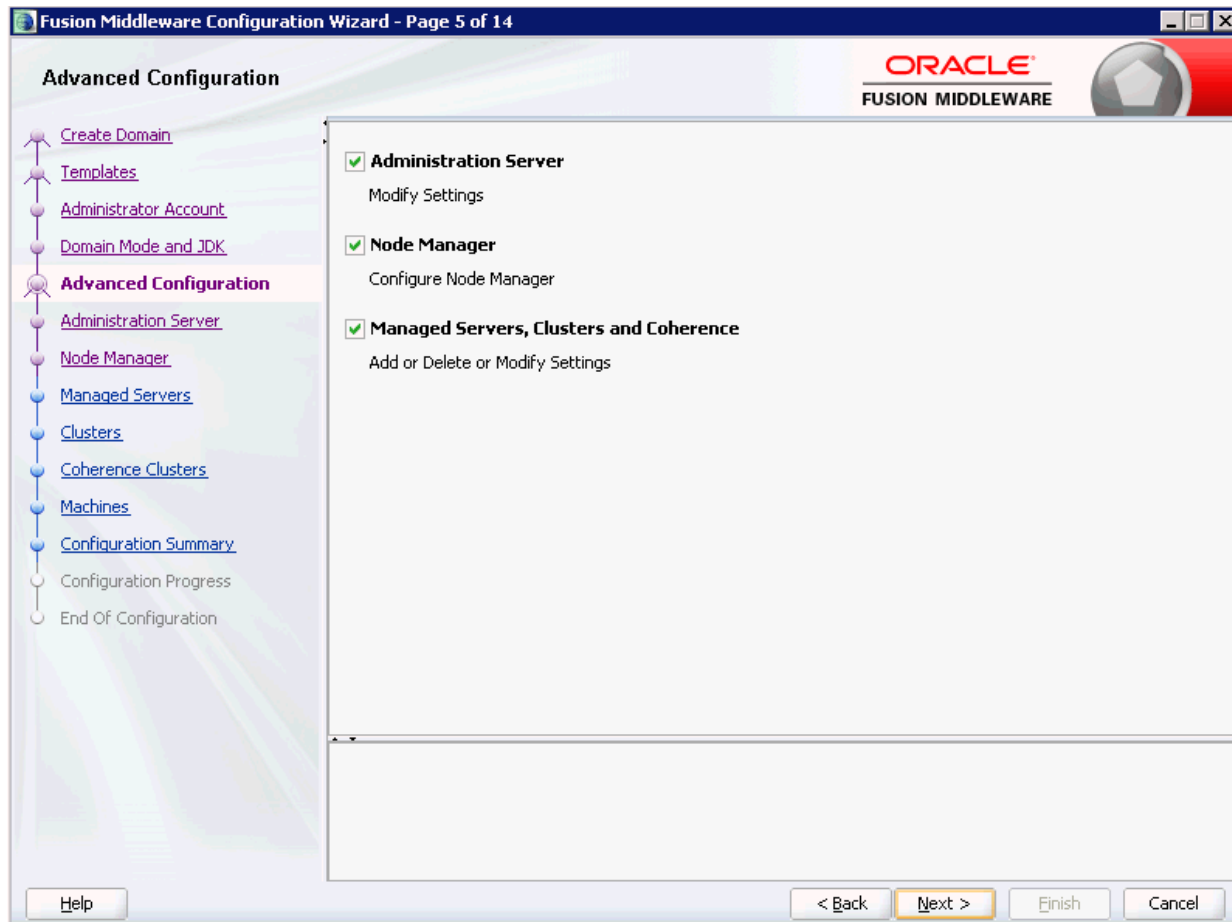 Fusion Middleware Configuration Wizard - Page 5 of 14
Advanced Configuration
ORACLE
FUSION MIDDLEWARE
Create Domain
Templates
Administrator Account
Domain Mode and JDK
Advanced Configuration
Administration Server
Node Manager
Managed Servers
Clusters
Coherence Clusters
Machines
Configuration Summary
Configuration Progress
End Of Configuration
Administration Server
Modify Settings
Node Manager
Configure Node Manager
Managed Servers, Clusters and Coherence
Add or Delete or Modify Settings
Help
< Back
Next >
Finish
Cancel